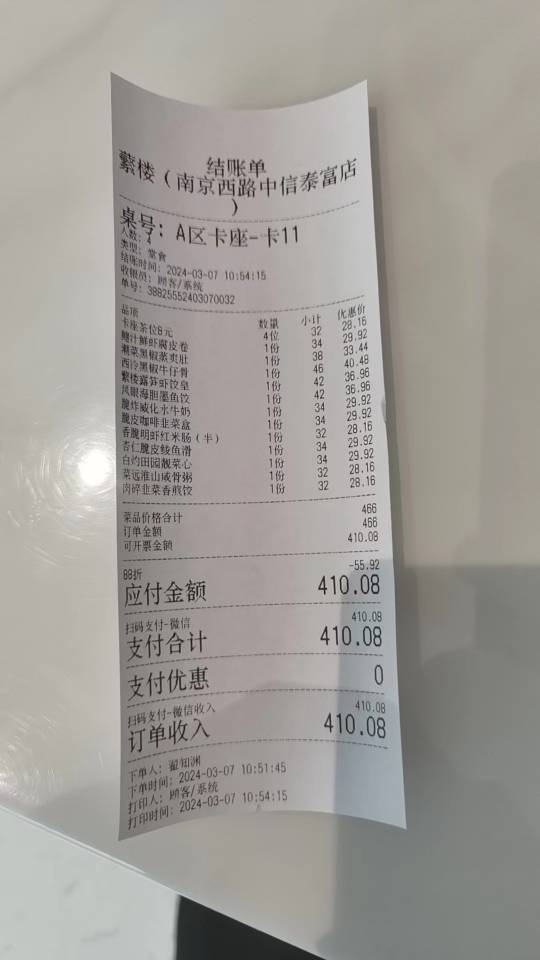 结账单
蘩楼（南京西路中信泰富店
）
桌号: A区卡座-卡11
人数: 4
类型: 堂食
结账时间: 2024-03-07 10:54:15
收银员: 顾客/系统
单号: 38825552403070032
品项 数量 小计 优惠价
卡座茶位8元 4位 32 28.16
鲍汁鲜虾腐皮卷 1份 34 29.92
潮菜黑椒蒸爽肚 1份 38 33.44
西冷黑椒牛仔骨 1份 46 40.48
蘩楼露笋虾饺皇 1份 42 36.96
凤眼海胆墨鱼饺 1份 42 36.96
脆炸威化水牛奶 1份 34 29.92
脆皮咖啡韭菜盒 1份 34 29.92
香脆明虾红米肠（半） 1份 32 28.16
杏仁脆皮鲮鱼滑 1份 34 29.92
白灼田园靓菜心 1份 34 29.92
菜远淮山咸骨粥 1份 32 28.16
肉碎韭菜香煎饺 1份 32 28.16
菜品价格合计 466
订单金额 466
可开票金额 410.08
88折 -55.92
应付金额 410.08
扫码支付-微信 410.08
支付合计 410.08
支付优惠 0
扫码支付-微信收入 410.08
订单收入 410.08
下单人: 翟知渊
下单时间: 2024-03-07 10:51:45
打印人: 顾客/系统
打印时间: 2024-03-07 10:54:15